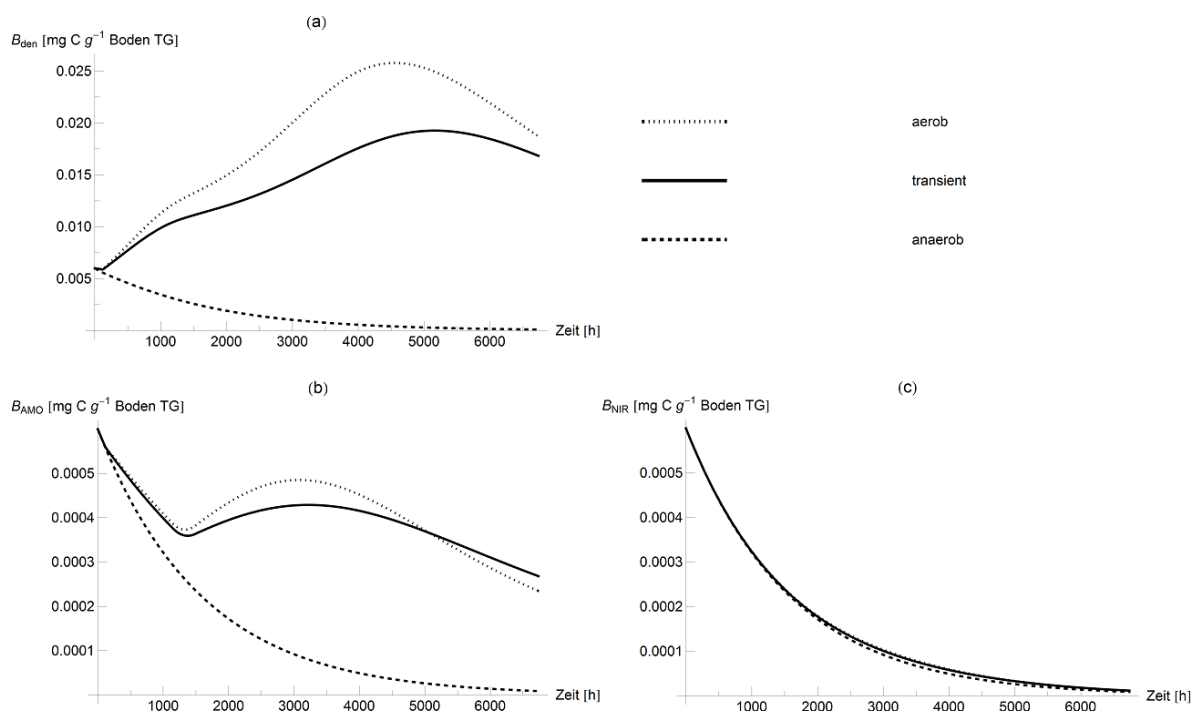 (a)
B_den [mg C g⁻¹ Boden TG]
0.025
0.020
0.015
0.010
0.005
1000 2000 3000 4000 5000 6000
Zeit [h]
aerob
transient
anaerob
(b)
B_AMO [mg C g⁻¹ Boden TG]
0.0005
0.0004
0.0003
0.0002
0.0001
1000 2000 3000 4000 5000 6000
Zeit [h]
(c)
B_NIR [mg C g⁻¹ Boden TG]
0.0005
0.0004
0.0003
0.0002
0.0001
1000 2000 3000 4000 5000 6000
Zeit [h]